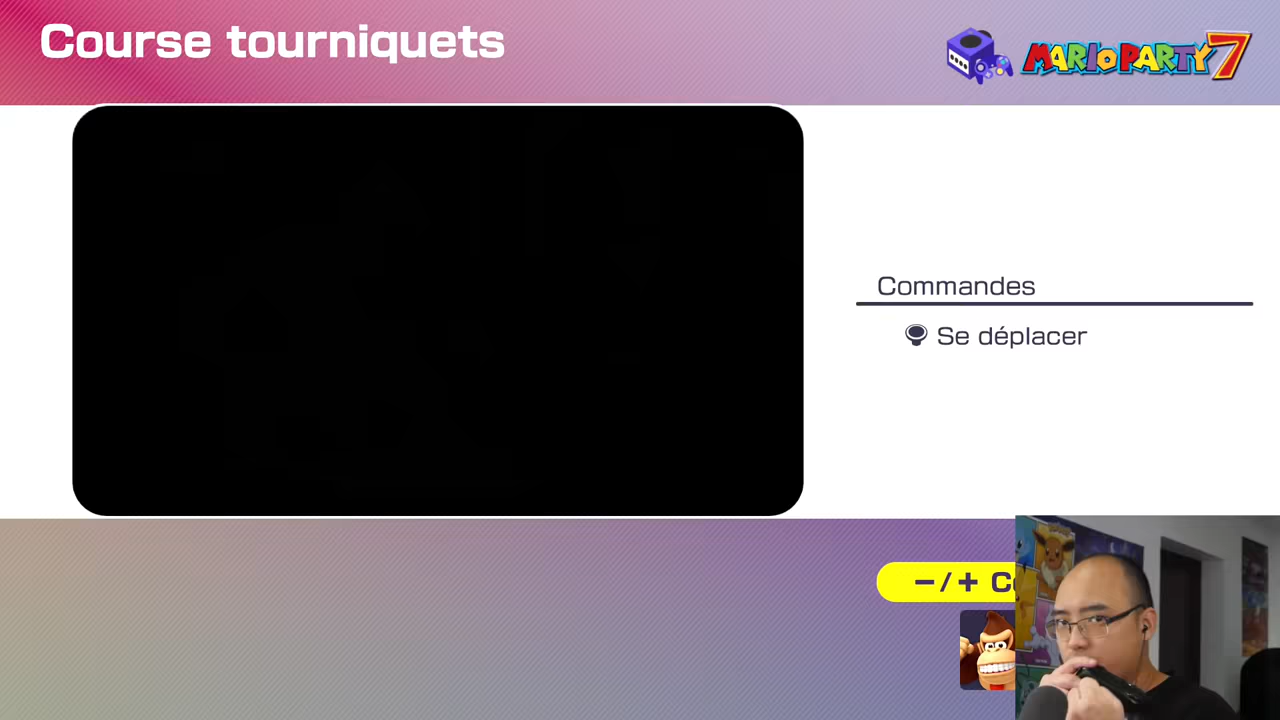 Course tourniquets
MARIO PARTY 7
Commandes
Se déplacer
−/+ C